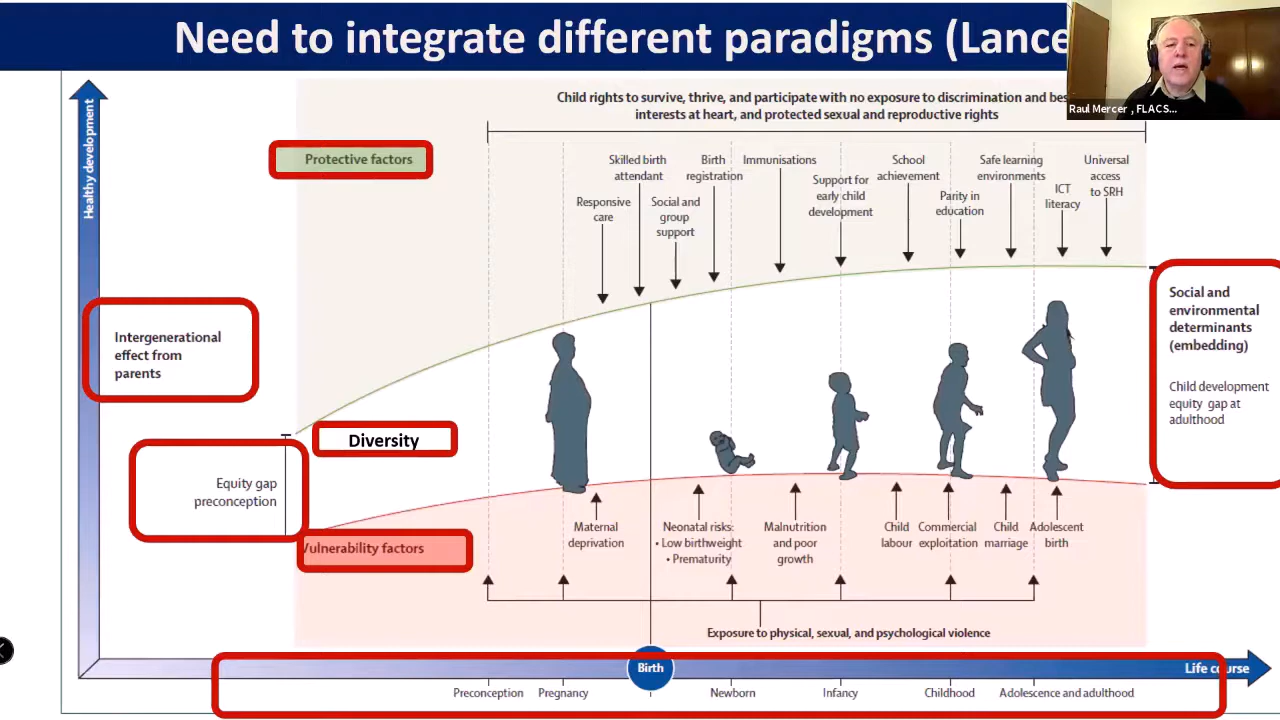 Need to integrate different paradigms (Lance
Raul Mercer , FLACS...
Healthy development
Child rights to survive, thrive, and participate with no exposure to discrimination and bes
interests at heart, and protected sexual and reproductive rights
Protective factors
Skilled birth
attendant
Birth
registration
Immunisations
School
achievement
Safe learning
environments
Universal
access
to SRH
Responsive
care
Social and
group
support
Support for
early child
development
Parity in
education
ICT
literacy
Intergenerational
effect from
parents
Social and
environmental
determinants
(embedding)
Child development
equity gap at
adulthood
Diversity
Equity gap
preconception
Vulnerability factors
Maternal
deprivation
Neonatal risks:
• Low birthweight
• Prematurity
Malnutrition
and poor
growth
Child
labour
Commercial
exploitation
Child
marriage
Adolescent
birth
Exposure to physical, sexual, and psychological violence
Birth
Life course
Preconception
Pregnancy
Newborn
Infancy
Childhood
Adolescence and adulthood